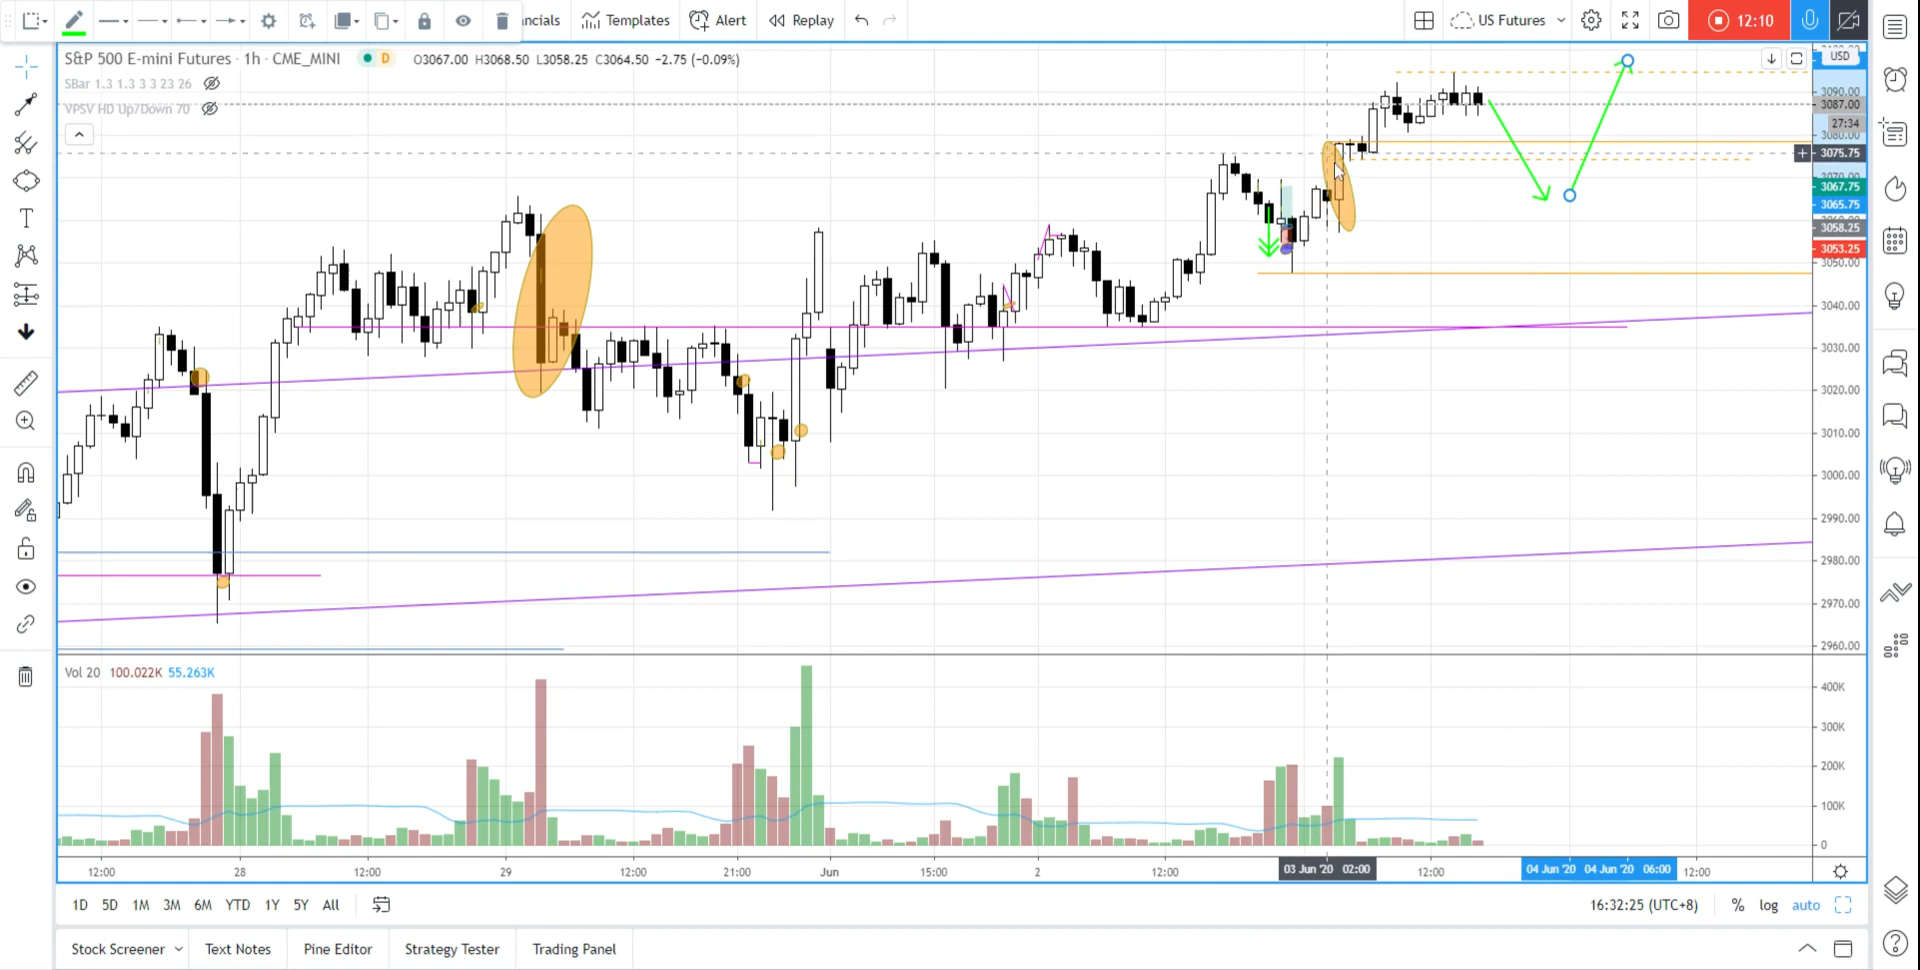 ncials Templates Alert Replay US Futures 12:10
S&P 500 E-mini Futures · 1h · CME_MINI D O3067.00 H3068.50 L3058.25 C3064.50 -2.75 (-0.09%)
USD
SBar 1.3 1.3 3 3 23 26
VPSV HD Up/Down 70
3090.00
3087.00
27:34
3080.00
3075.75
3070.00
3067.75
3065.75
3058.25
3053.25
3050.00
3040.00
3030.00
3020.00
3010.00
3000.00
2990.00
2980.00
2970.00
2960.00
Vol 20 100.022K 55.263K
400K
300K
200K
100K
0
12:00 28 12:00 29 12:00 21:00 Jun 15:00 2 12:00 03 Jun '20 02:00 12:00 04 Jun '20 04 Jun '20 06:00 12:00
1D 5D 1M 3M 6M YTD 1Y 5Y All 16:32:25 (UTC+8) % log auto
Stock Screener Text Notes Pine Editor Strategy Tester Trading Panel